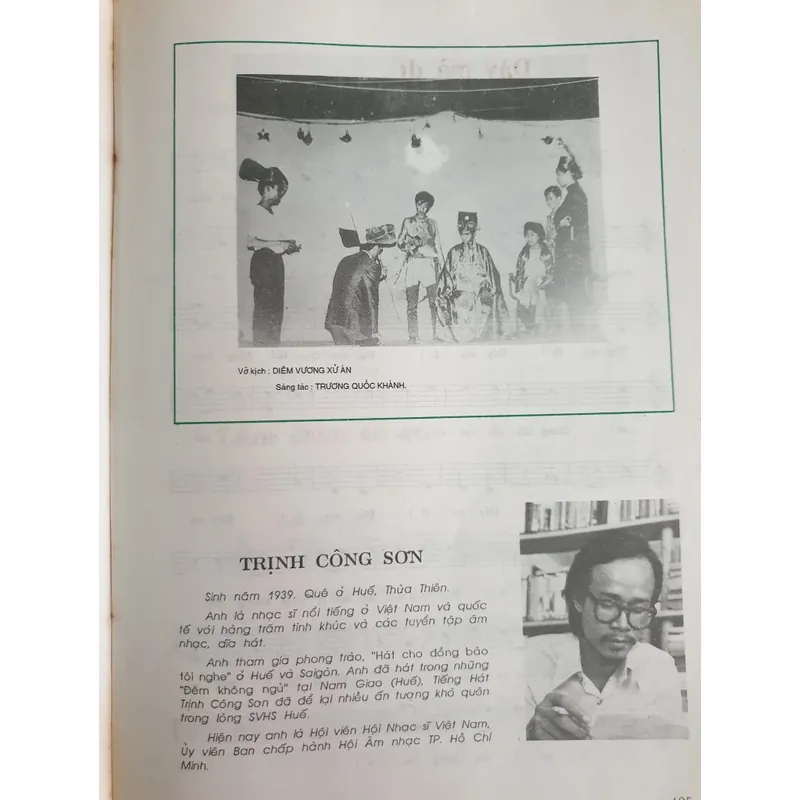 Vở kịch : DIÊM VƯƠNG XỬ ÁN
Sáng tác : TRƯƠNG QUỐC KHÁNH.
TRỊNH CÔNG SƠN
Sinh năm 1939. Quê ở Huế, Thừa Thiên.
Anh là nhạc sĩ nổi tiếng ở Việt Nam và quốc
tế với hàng trăm tình khúc và các tuyển tập âm
nhạc, dĩa hát.
Anh tham gia phong trào, "Hát cho đồng bào
tôi nghe" ở Huế và Saigòn. Anh đã hát trong những
"Đêm không ngủ" tại Nam Giao (Huế), Tiếng Hát
Trịnh Công Sơn đã để lại nhiều ấn tượng khó quên
trong lòng SVHS Huế.
Hiện nay anh là Hội viên Hội Nhạc sĩ Việt Nam,
Ủy viên Ban chấp hành Hội Âm nhạc TP. Hồ Chí
Minh.